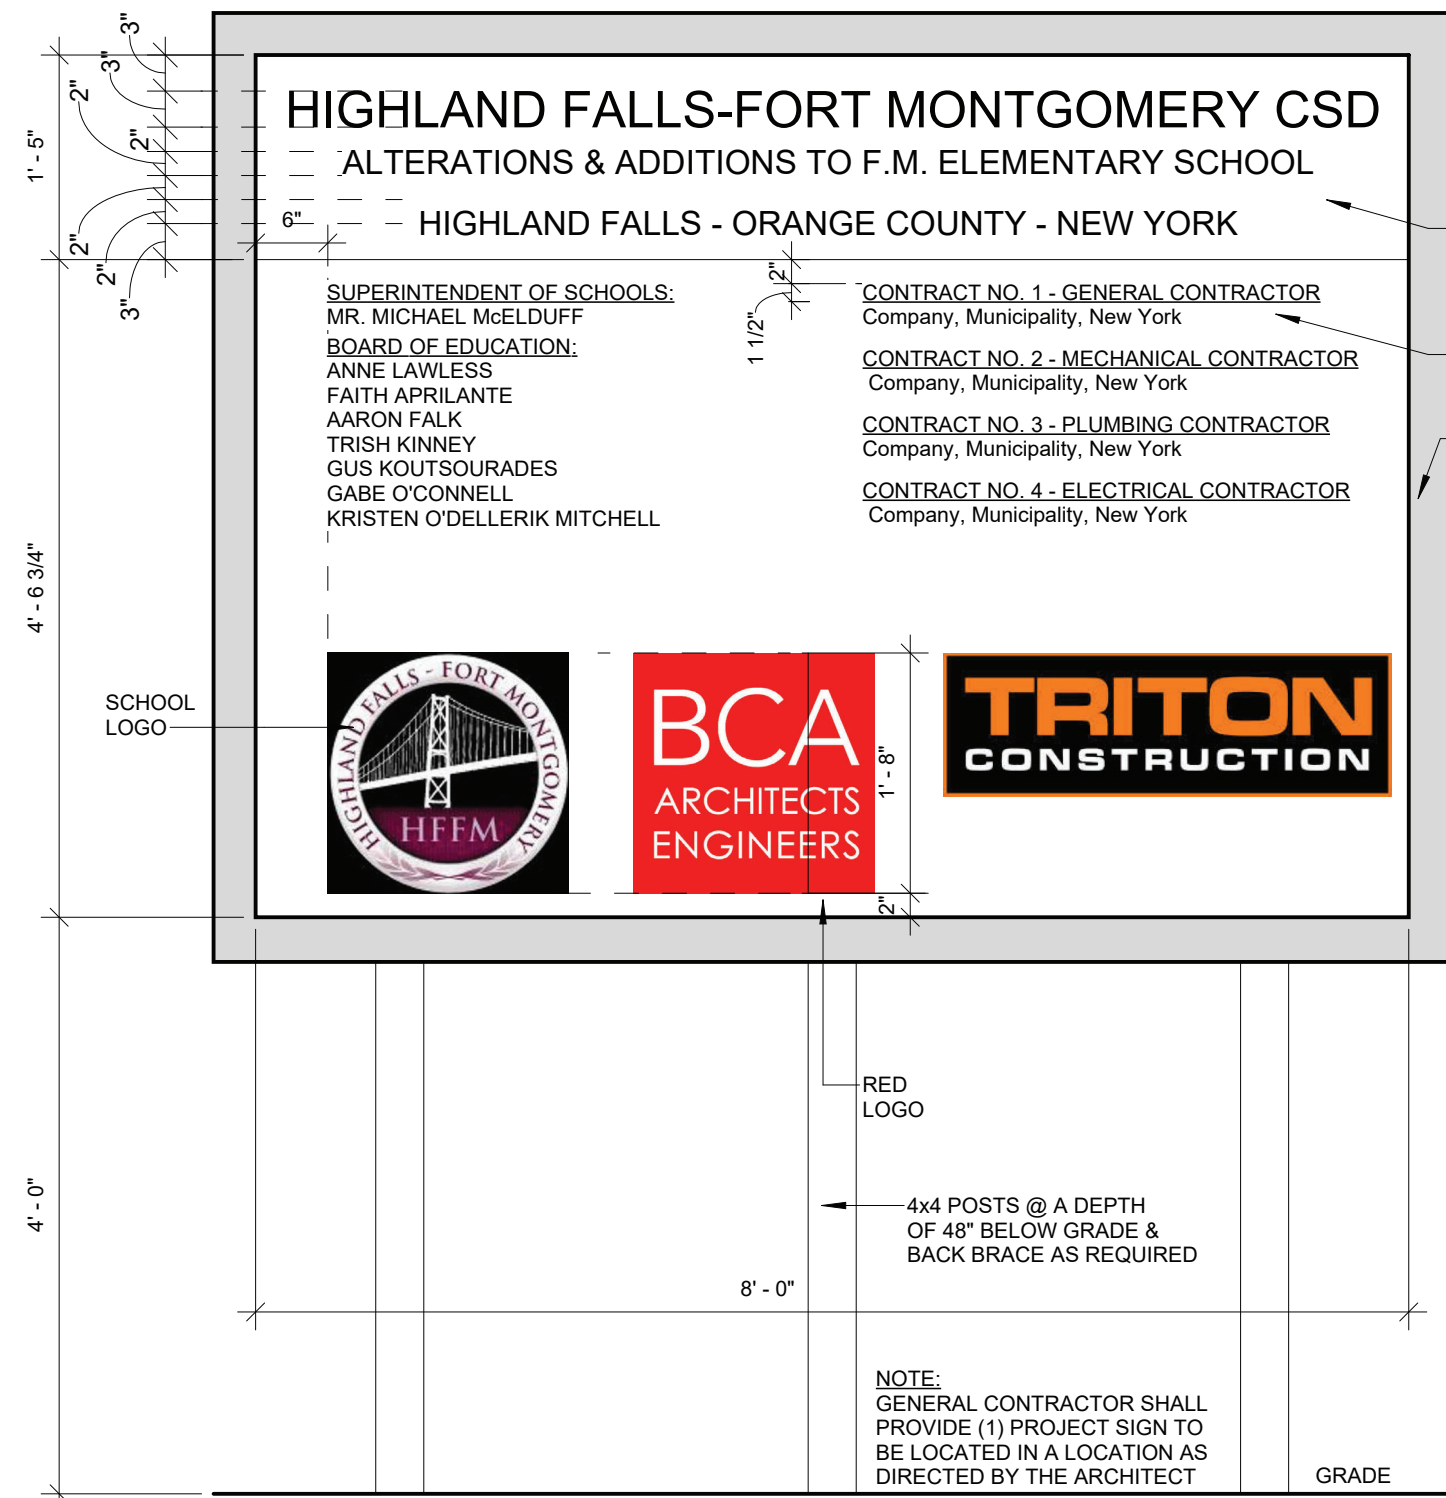 3"
3"
2"
2"
2"
2"
3"
1' - 5"
4' - 6 3/4"
4' - 0"
HIGHLAND FALLS-FORT MONTGOMERY CSD
ALTERATIONS & ADDITIONS TO F.M. ELEMENTARY SCHOOL
6"
HIGHLAND FALLS - ORANGE COUNTY - NEW YORK
SUPERINTENDENT OF SCHOOLS:
MR. MICHAEL McELDUFF
BOARD OF EDUCATION:
ANNE LAWLESS
FAITH APRILANTE
AARON FALK
TRISH KINNEY
GUS KOUTSOURADES
GABE O'CONNELL
KRISTEN O'DELLERIK MITCHELL
2"
1 1/2"
CONTRACT NO. 1 - GENERAL CONTRACTOR
Company, Municipality, New York
CONTRACT NO. 2 - MECHANICAL CONTRACTOR
Company, Municipality, New York
CONTRACT NO. 3 - PLUMBING CONTRACTOR
Company, Municipality, New York
CONTRACT NO. 4 - ELECTRICAL CONTRACTOR
Company, Municipality, New York
SCHOOL
LOGO
HIGHLAND FALLS - FORT MONTGOMERY
HFFM
BCA
ARCHITECTS
ENGINEERS
1' - 8"
2"
TRITON
CONSTRUCTION
RED
LOGO
4x4 POSTS @ A DEPTH
OF 48" BELOW GRADE &
BACK BRACE AS REQUIRED
8' - 0"
NOTE:
GENERAL CONTRACTOR SHALL
PROVIDE (1) PROJECT SIGN TO
BE LOCATED IN A LOCATION AS
DIRECTED BY THE ARCHITECT
GRADE